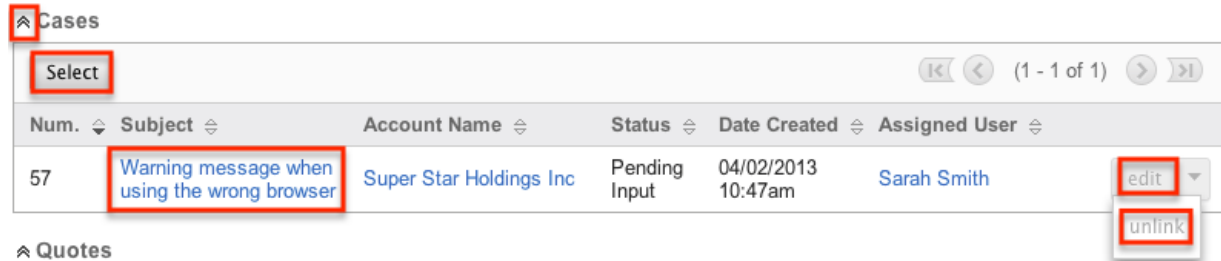 Cases
Select (1 - 1 of 1)
Num. Subject Account Name Status Date Created Assigned User
57 Warning message when using the wrong browser Super Star Holdings Inc Pending Input 04/02/2013 10:47am Sarah Smith edit
unlink
Quotes